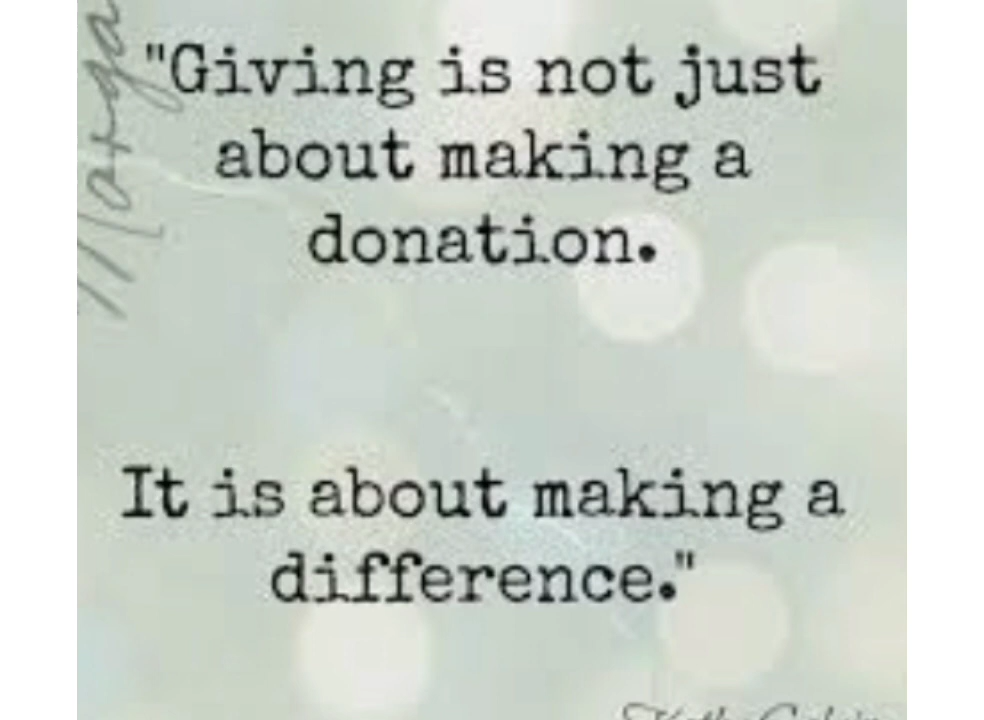 "Giving is not just
about making a
donation.
It is about making a
difference."